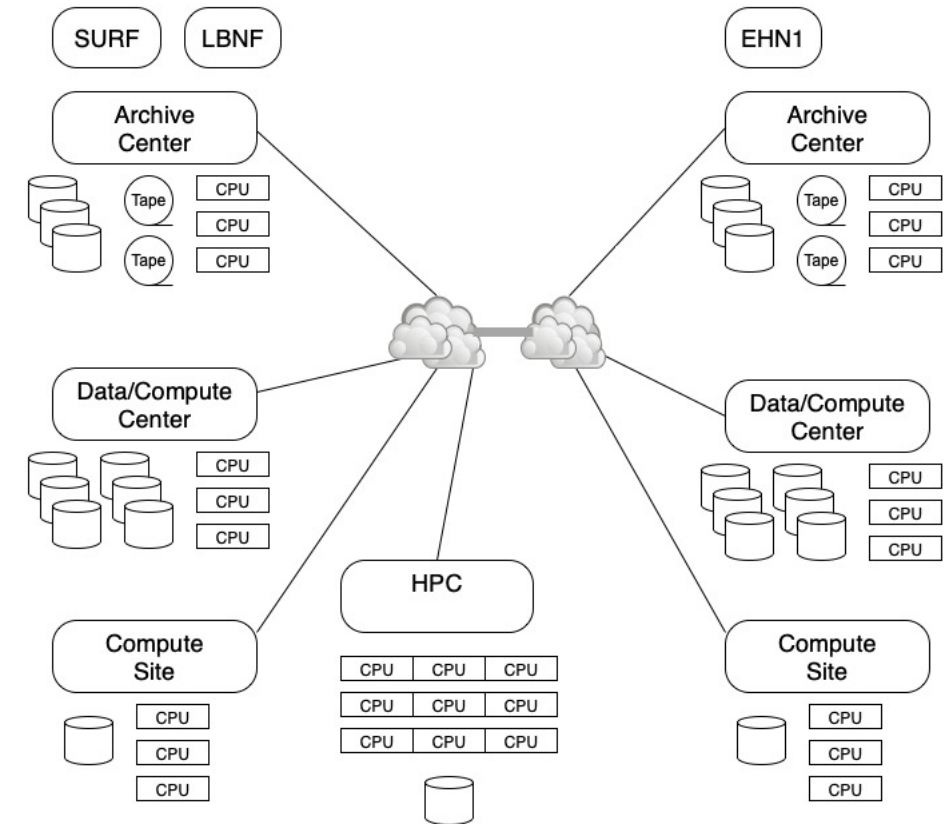 SURF
LBNF
EHN1
Archive
Center
Tape
Tape
CPU
CPU
CPU
Archive
Center
Tape
Tape
CPU
CPU
CPU
Data/Compute
Center
CPU
CPU
CPU
Data/Compute
Center
CPU
CPU
CPU
HPC
CPU CPU CPU
CPU CPU CPU
CPU CPU CPU
Compute
Site
CPU
CPU
CPU
Compute
Site
CPU
CPU
CPU